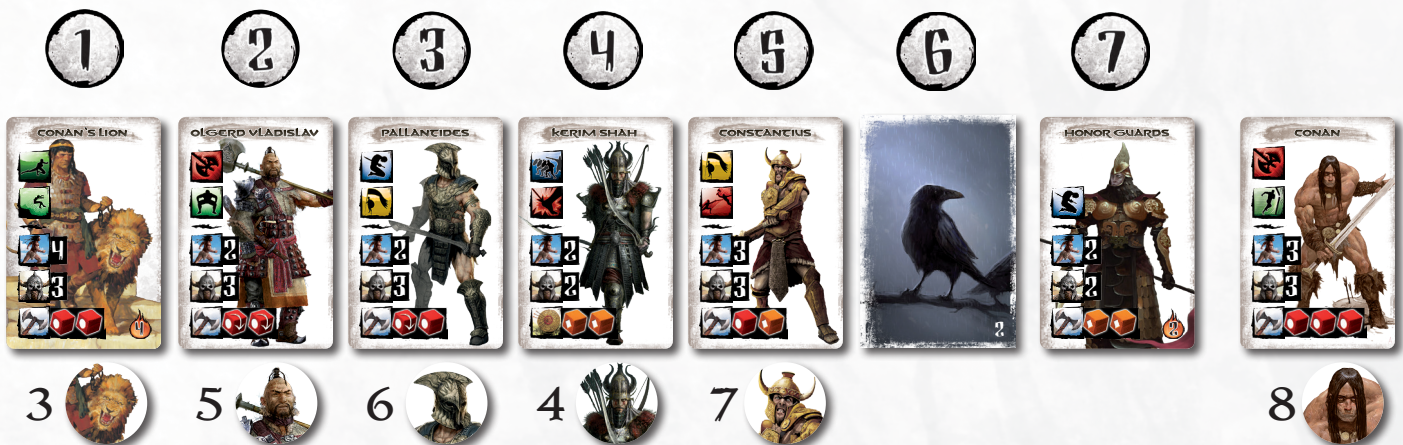 1 2 3 4 5 6 7
CONAN'S LION OLGERD VLADISLAV PALLANTIDES KERIM SHAH CONSTANTIUS HONOR GUARDS CONAN
4 2 2 2 3 2 3
3 3 3 2 3 2 3
4 2
3 5 6 4 7 8